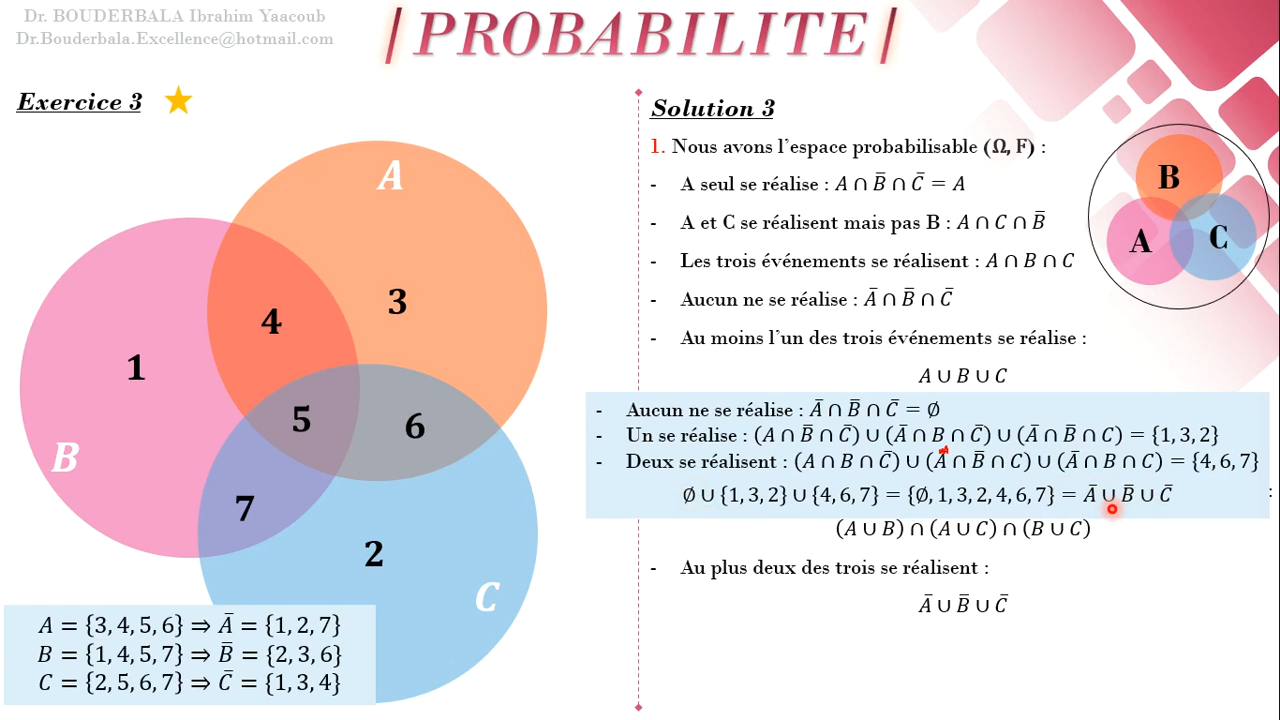 Dr. BOUDERBALA Ibrahim Yaacoub
Dr.Bouderbala.Excellence@hotmail.com
| PROBABILITE |
Exercice 3
A
3
4
1
5
6
B
7
2
C
A = {3, 4, 5, 6} ⇒ Ā = {1, 2, 7}
B = {1, 4, 5, 7} ⇒ B̄ = {2, 3, 6}
C = {2, 5, 6, 7} ⇒ C̄ = {1, 3, 4}
Solution 3
1. Nous avons l'espace probabilisable (Ω, F) :
- A seul se réalise : A ∩ B̄ ∩ C̄ = A
- A et C se réalisent mais pas B : A ∩ C ∩ B̄
- Les trois événements se réalisent : A ∩ B ∩ C
- Aucun ne se réalise : Ā ∩ B̄ ∩ C̄
- Au moins l'un des trois événements se réalise :
A ∪ B ∪ C
- Aucun ne se réalise : Ā ∩ B̄ ∩ C̄ = ∅
- Un se réalise : (A ∩ B̄ ∩ C̄) ∪ (Ā ∩ B ∩ C̄) ∪ (Ā ∩ B̄ ∩ C) = {1, 3, 2}
- Deux se réalisent : (A ∩ B ∩ C̄) ∪ (A ∩ B̄ ∩ C) ∪ (Ā ∩ B ∩ C) = {4, 6, 7}
∅ ∪ {1, 3, 2} ∪ {4, 6, 7} = {∅, 1, 3, 2, 4, 6, 7} = Ā ∪ B̄ ∪ C̄
:
(A ∪ B) ∩ (A ∪ C) ∩ (B ∪ C)
- Au plus deux des trois se réalisent :
Ā ∪ B̄ ∪ C̄
B
A
C